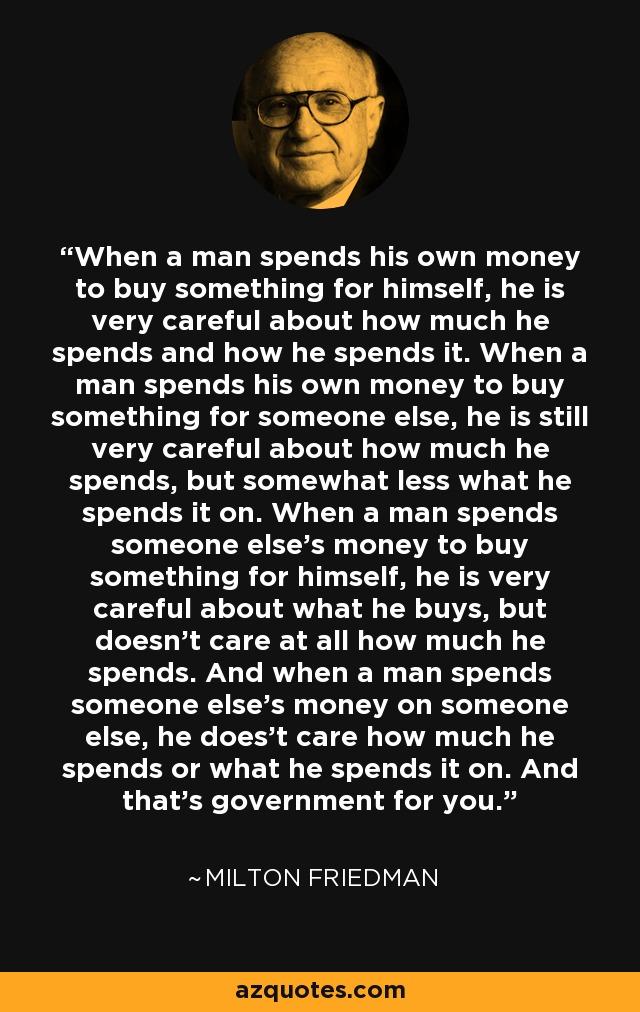 “When a man spends his own money
to buy something for himself, he is
very careful about how much he
spends and how he spends it. When a
man spends his own money to buy
something for someone else, he is still
very careful about how much he
spends, but somewhat less what he
spends it on. When a man spends
someone else’s money to buy
something for himself, he is very
careful about what he buys, but
doesn’t care at all how much he
spends. And when a man spends
someone else’s money on someone
else, he does’t care how much he
spends or what he spends it on. And
that’s government for you.”
~MILTON FRIEDMAN
azquotes.com